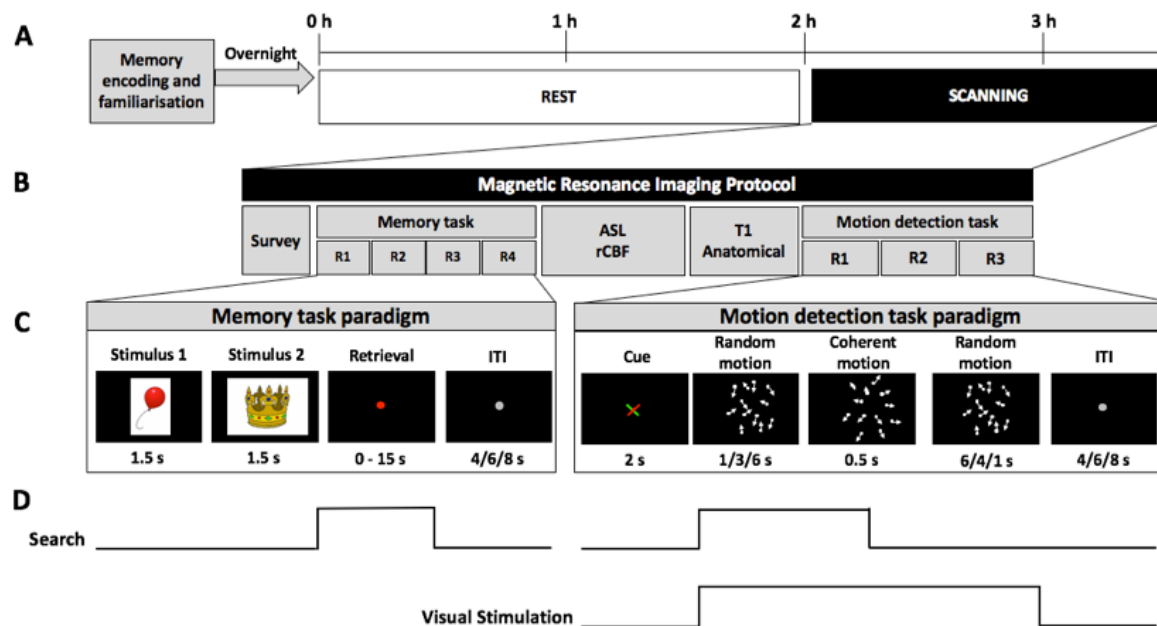 A
0 h
1 h
2 h
3 h
Memory
encoding and
familiarisation
Overnight
REST
SCANNING
B
Magnetic Resonance Imaging Protocol
Survey
Memory task
R1
R2
R3
R4
ASL
rCBF
T1
Anatomical
Motion detection task
R1
R2
R3
C
Memory task paradigm
Stimulus 1
Stimulus 2
Retrieval
ITI
1.5 s
1.5 s
0 - 15 s
4/6/8 s
Motion detection task paradigm
Cue
Random
motion
Coherent
motion
Random
motion
ITI
2 s
1/3/6 s
0.5 s
6/4/1 s
4/6/8 s
D
Search
Visual Stimulation